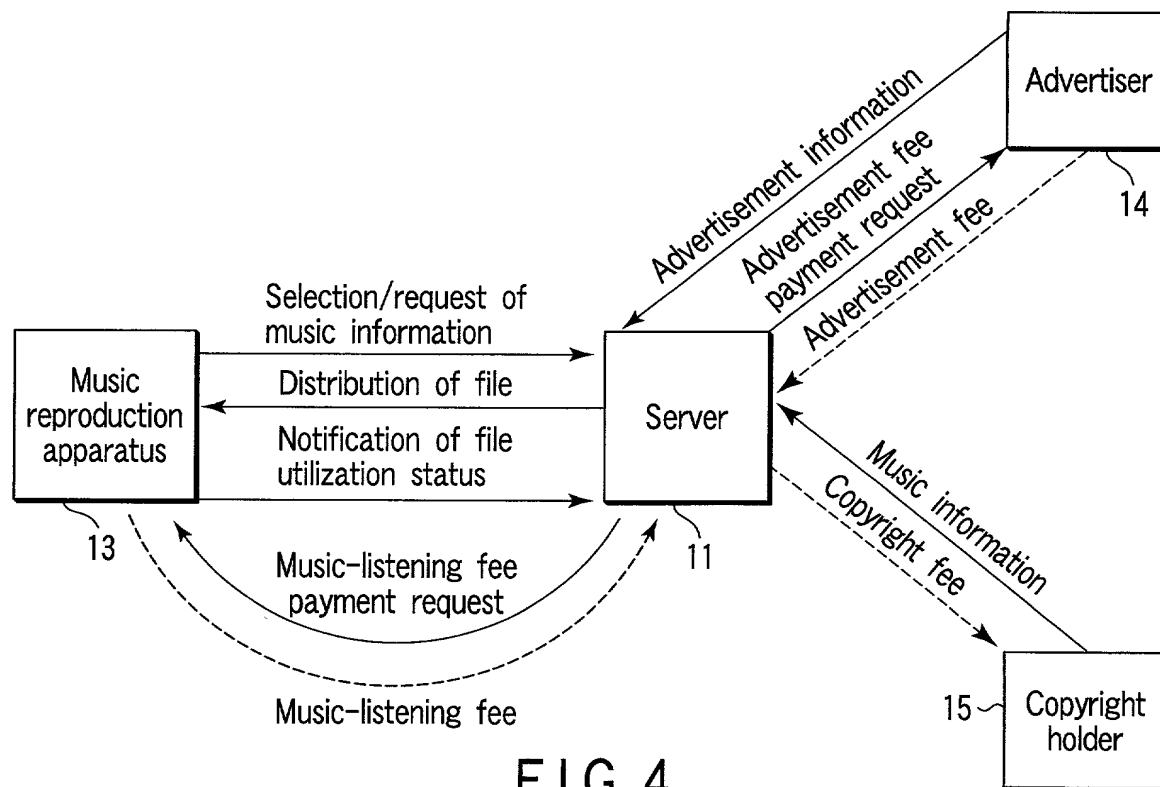 Advertiser
14
Advertisement information
Advertisement fee
payment request
Advertisement fee
Selection/request of
music information
Distribution of file
Notification of file
utilization status
Music
reproduction
apparatus
13
Server
11
Music-listening fee
payment request
Music-listening fee
Music information
Copyright fee
15
Copyright
holder
FIG. 4